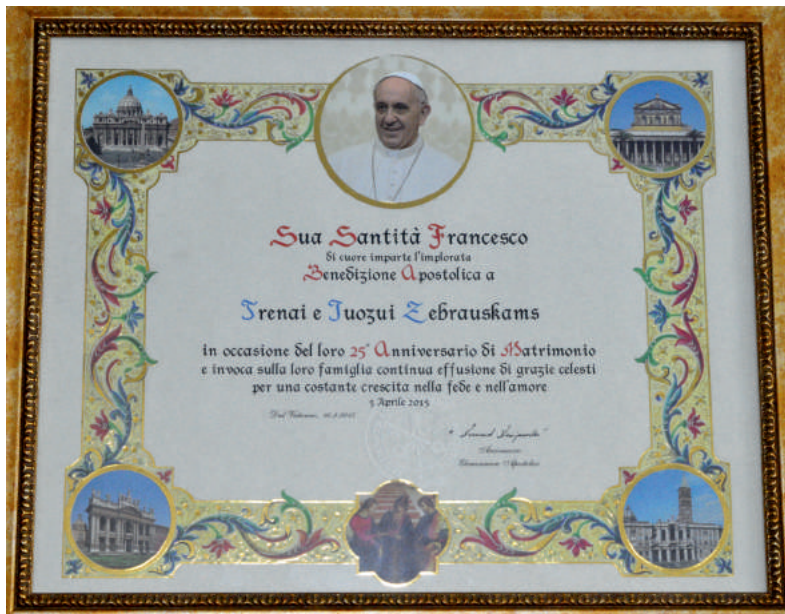 Sua Santità Francesco
di cuore imparte l'implorata
Benedizione Apostolica a
Irenai e Juozui Zebrauskams
in occasione del loro 25° Anniversario di Matrimonio
e invoca sulla loro famiglia continua effusione di grazie celesti
per una costante crescita nella fede e nell'amore
5 Aprile 2015
Dal Vaticano,
Elemosiniere Apostolico